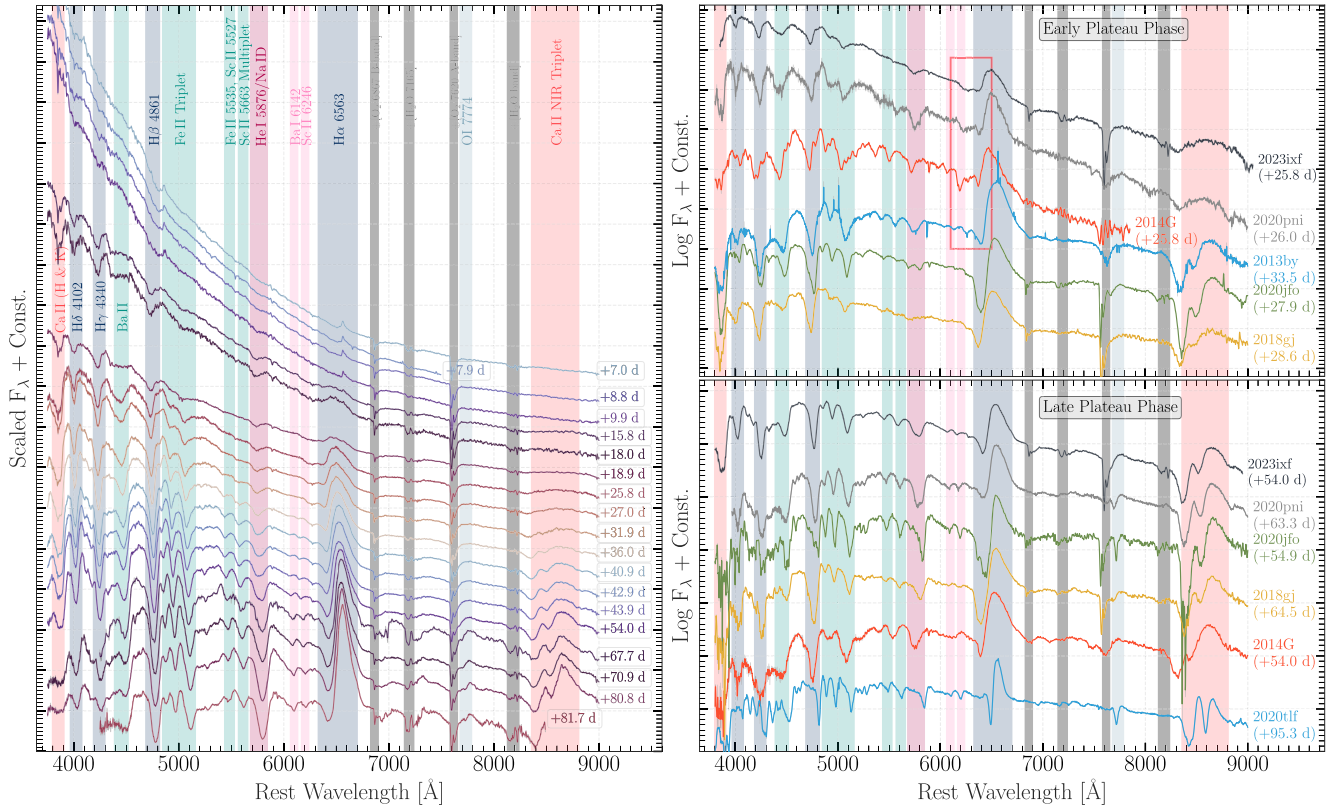 Scaled Fλ + Const.
Ca II (H & K)
Hδ 4102
Hγ 4340
Ba II
Hβ 4861
Fe II Triplet
Fe II 5535, Sc II 5527
Sc II 5663 Multiplet
He I 5876/Na ID
Ba I 6142
Sc II 6246
Hα 6563
OI 7774
Ca II NIR Triplet
+7.0 d
+7.9 d
+8.8 d
+9.9 d
+15.8 d
+18.0 d
+18.9 d
+25.8 d
+27.0 d
+31.9 d
+36.0 d
+40.9 d
+42.9 d
+43.9 d
+54.0 d
+67.7 d
+70.9 d
+80.8 d
+81.7 d
4000 5000 6000 7000 8000 9000
Rest Wavelength [Å]
Log Fλ + Const.
Early Plateau Phase
2023ixf
(+25.8 d)
2020pni
(+26.0 d)
2014G
(+25.8 d)
2013by
(+33.5 d)
2020jfo
(+27.9 d)
2018gj
(+28.6 d)
Log Fλ + Const.
Late Plateau Phase
2023ixf
(+54.0 d)
2020pni
(+63.3 d)
2020jfo
(+54.9 d)
2018gj
(+64.5 d)
2014G
(+54.0 d)
2020tlf
(+95.3 d)
4000 5000 6000 7000 8000 9000
Rest Wavelength [Å]